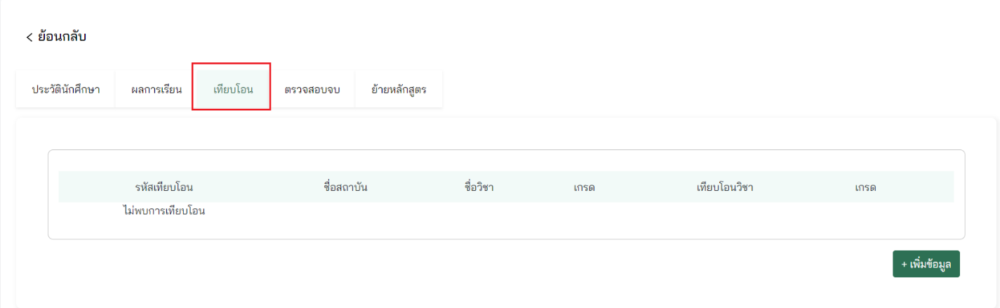 < ย้อนกลับ
ประวัตินักศึกษา ผลการเรียน เทียบโอน ตรวจสอบจบ ย้ายหลักสูตร
รหัสเทียบโอน ชื่อสถาบัน ชื่อวิชา เกรด เทียบโอนวิชา เกรด
ไม่พบการเทียบโอน
+ เพิ่มข้อมูล